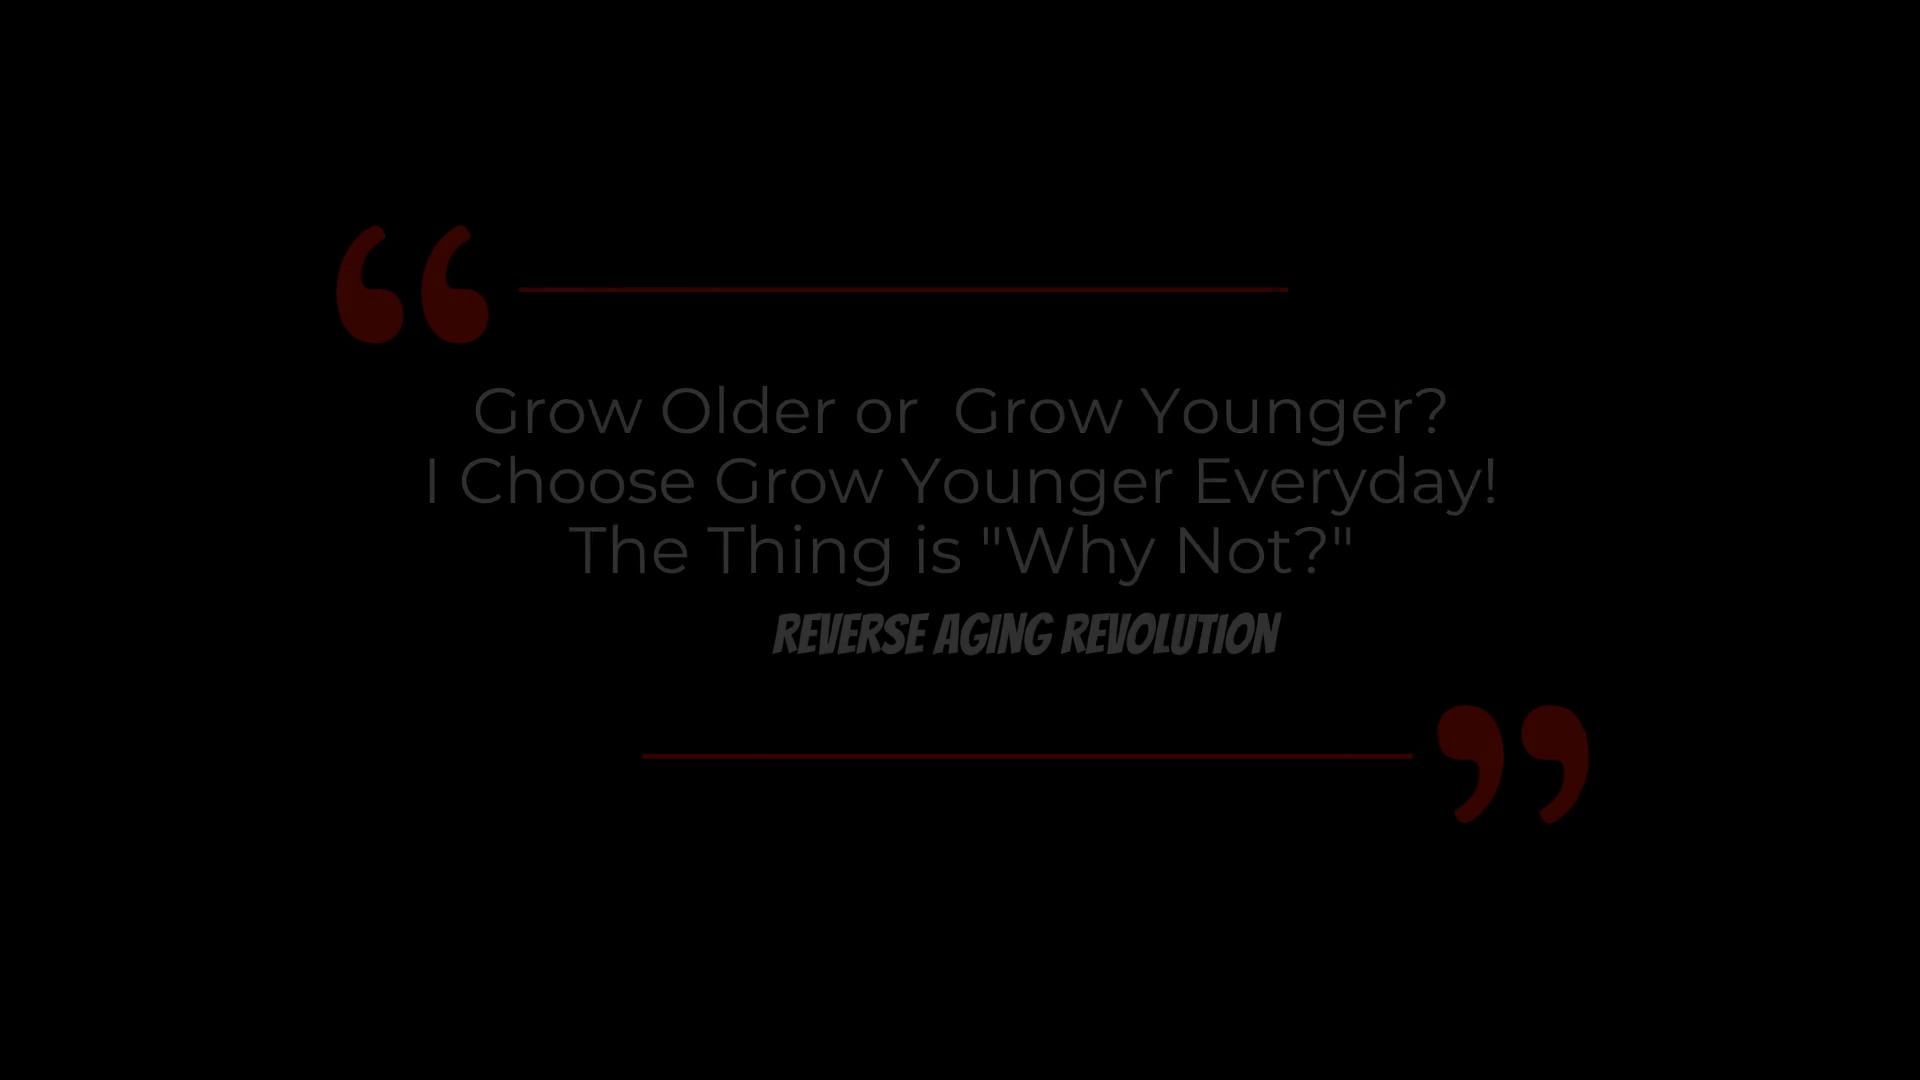 Grow Older or  Grow Younger?
I Choose Grow Younger Everyday!
The Thing is "Why Not?"
REVERSE AGING REVOLUTION